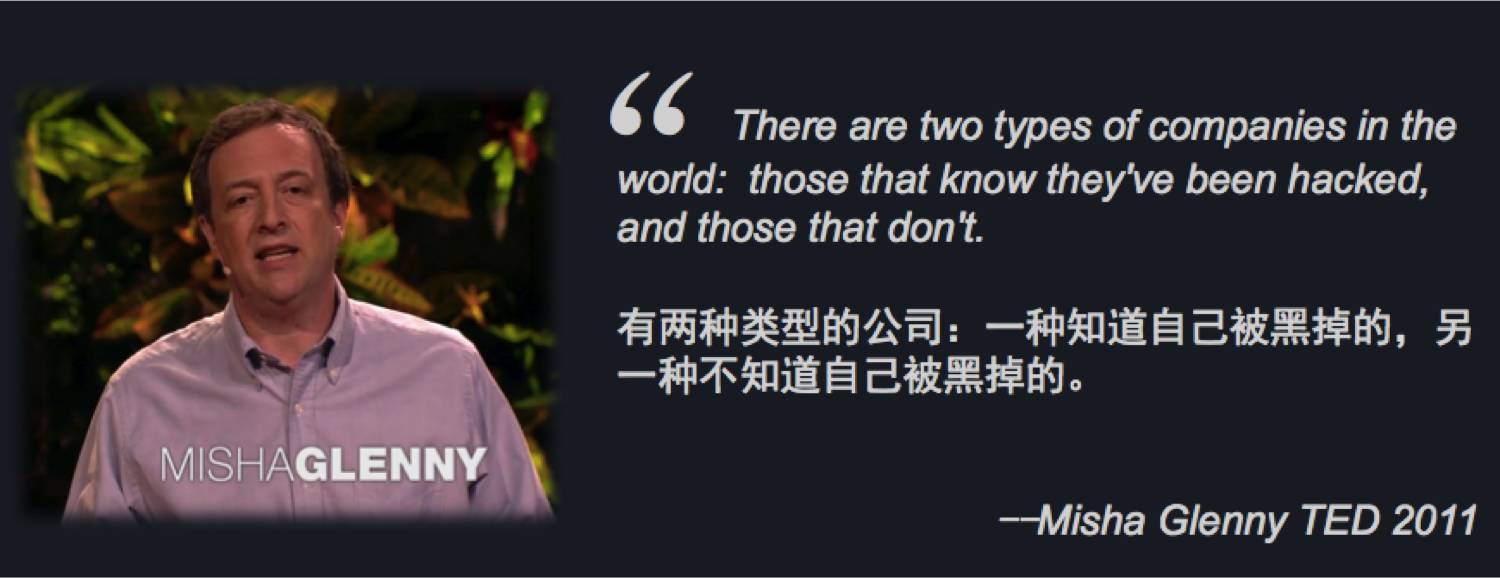 MISHAGLENNY
“ There are two types of companies in the
world:  those that know they've been hacked,
and those that don't.
有两种类型的公司：一种知道自己被黑掉的，另
一种不知道自己被黑掉的。
––Misha Glenny TED 2011